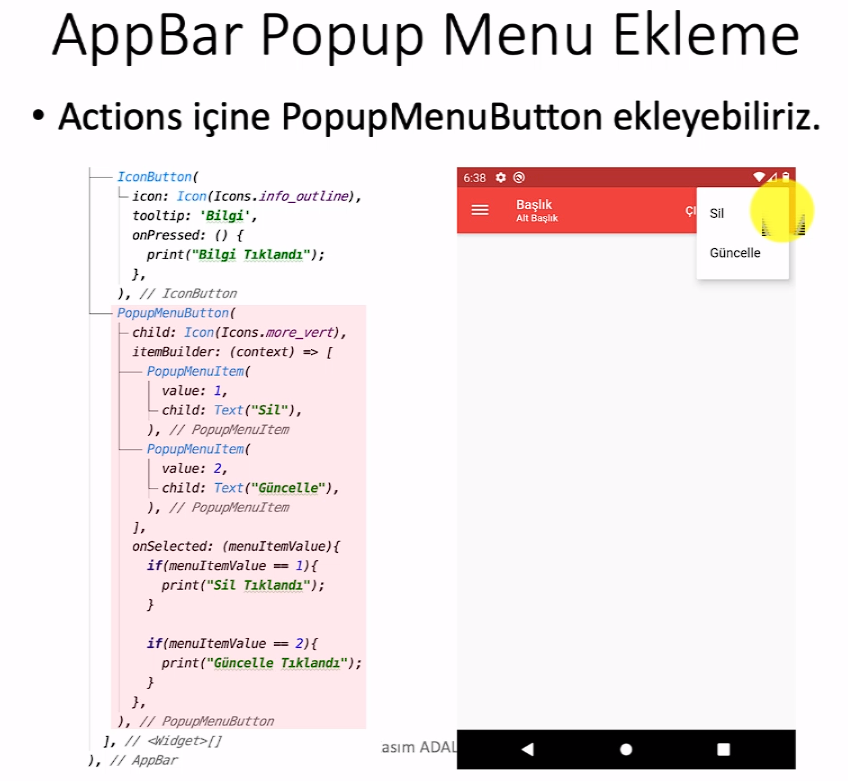 AppBar Popup Menu Ekleme
• Actions içine PopupMenuButton ekleyebiliriz.
IconButton(
icon: Icon(Icons.info_outline),
tooltip: 'Bilgi',
onPressed: () {
print("Bilgi Tıklandı");
},
), // IconButton
PopupMenuButton(
child: Icon(Icons.more_vert),
itemBuilder: (context) => [
PopupMenuItem(
value: 1,
child: Text("Sil"),
), // PopupMenuItem
PopupMenuItem(
value: 2,
child: Text("Güncelle"),
), // PopupMenuItem
],
onSelected: (menuItemValue){
if(menuItemValue == 1){
print("Sil Tıklandı");
}
if(menuItemValue == 2){
print("Güncelle Tıklandı");
}
},
), // PopupMenuButton
], // <Widget>[]
), // AppBar
asım ADAL
6:38
Başlık
Alt Başlık
ÇI
Sil
Güncelle